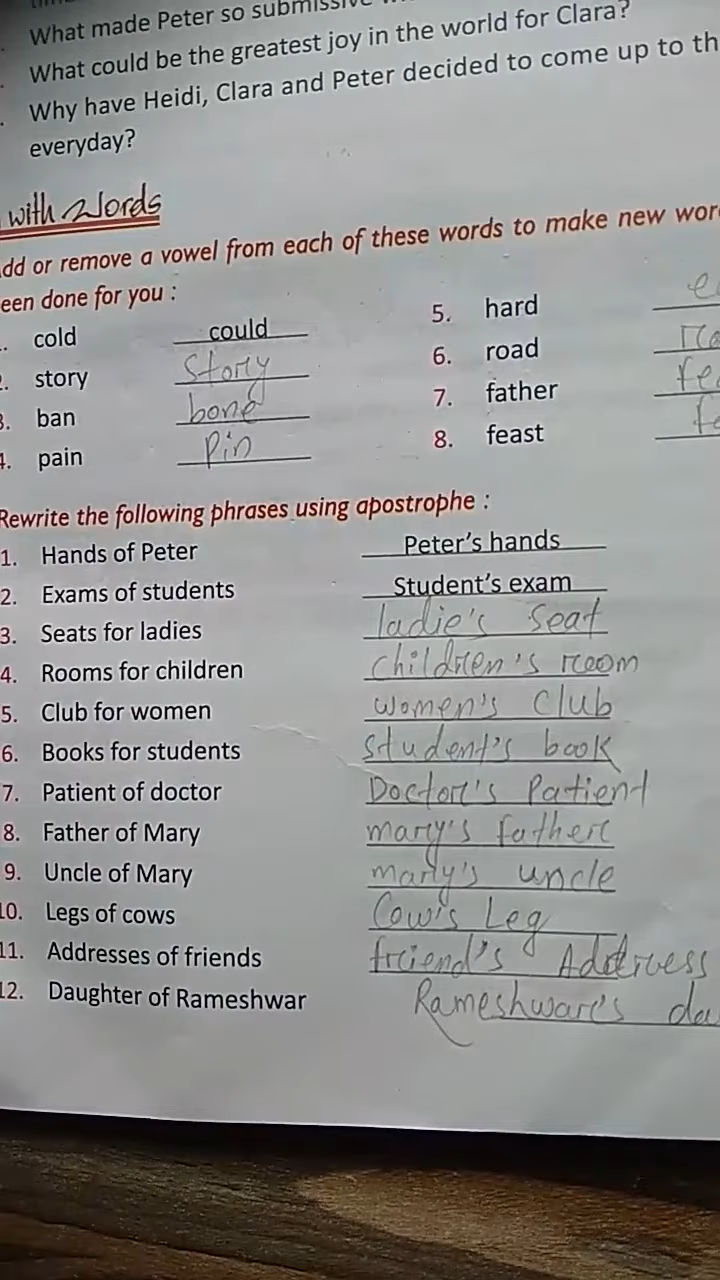 What made Peter so submissive
What could be the greatest joy in the world for Clara?
Why have Heidi, Clara and Peter decided to come up to th
everyday?
with Words
dd or remove a vowel from each of these words to make new wor
een done for you :
cold could
2. story story
3. ban bone
4. pain Pin
5. hard e
6. road ro
7. father fe
8. feast fa
Rewrite the following phrases using apostrophe :
1. Hands of Peter Peter's hands
2. Exams of students Student's exam
3. Seats for ladies ladie's seat
4. Rooms for children children's room
5. Club for women women's club
6. Books for students student's book
7. Patient of doctor Doctor's Patient
8. Father of Mary mary's father
9. Uncle of Mary mary's uncle
10. Legs of cows Cow's Leg
11. Addresses of friends friend's Address
12. Daughter of Rameshwar Rameshwar's da